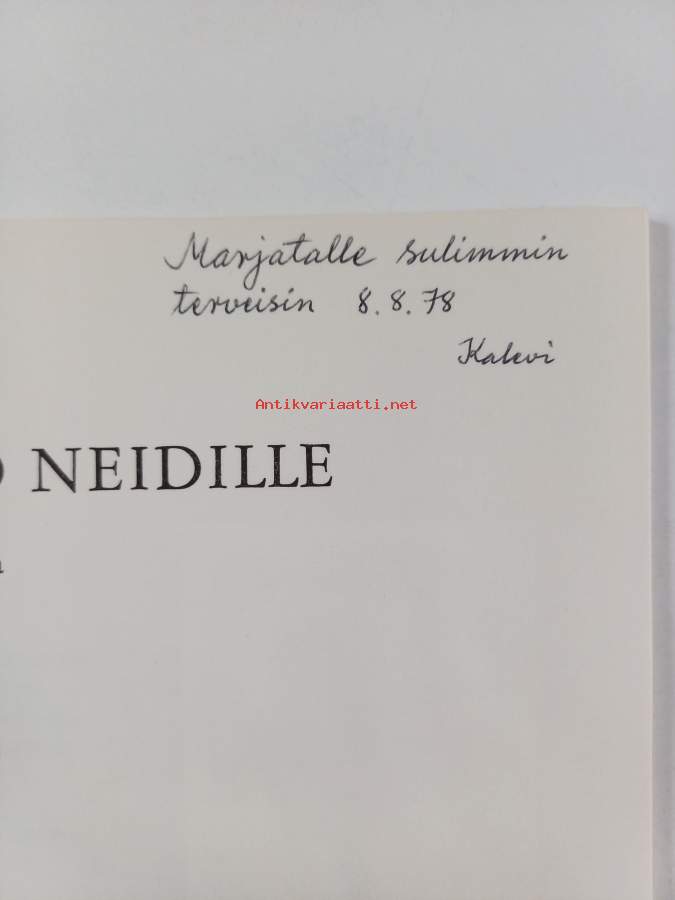 Marjatalle sulimmin
terveisin 8.8.78
Kalevi
Antikvariaatti.net
NEIDILLE